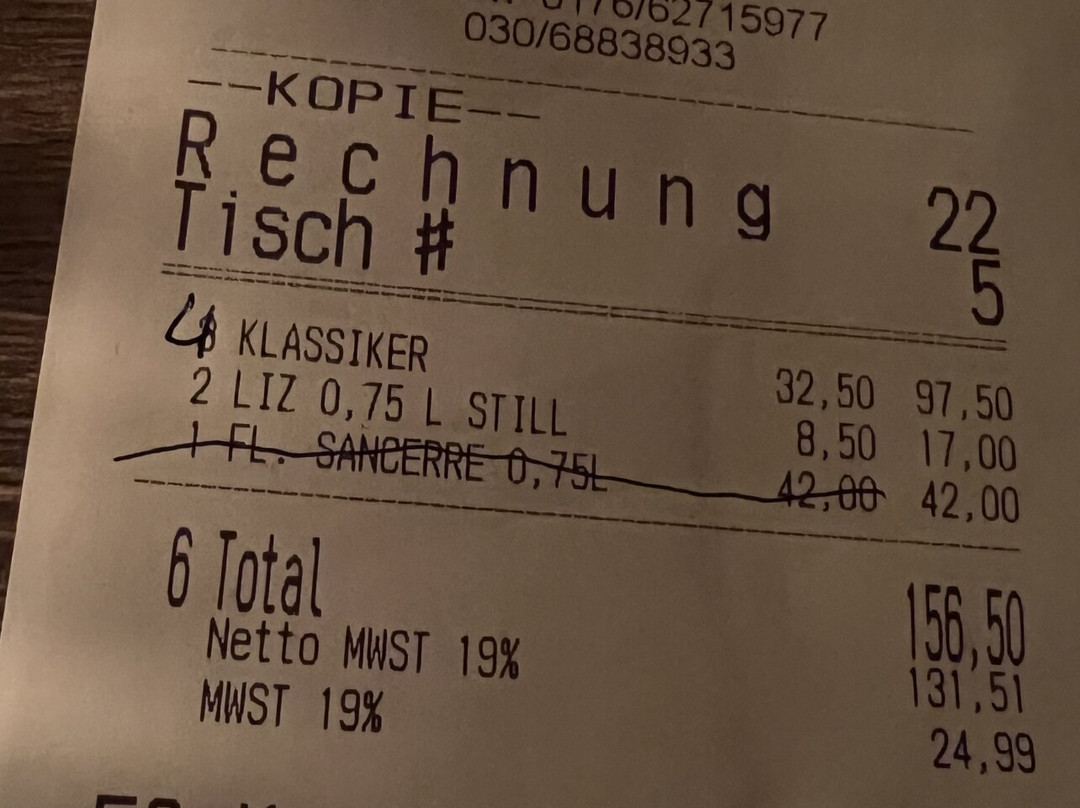 0176/62715977
030/68838933
--KOPIE--
Rechnung 22
Tisch # 5
4 KLASSIKER 32,50 97,50
2 LIZ 0,75 L STILL 8,50 17,00
1 FL. SANCERRE 0,75L 42,00 42,00
6 Total 156,50
Netto MWST 19% 131,51
MWST 19% 24,99